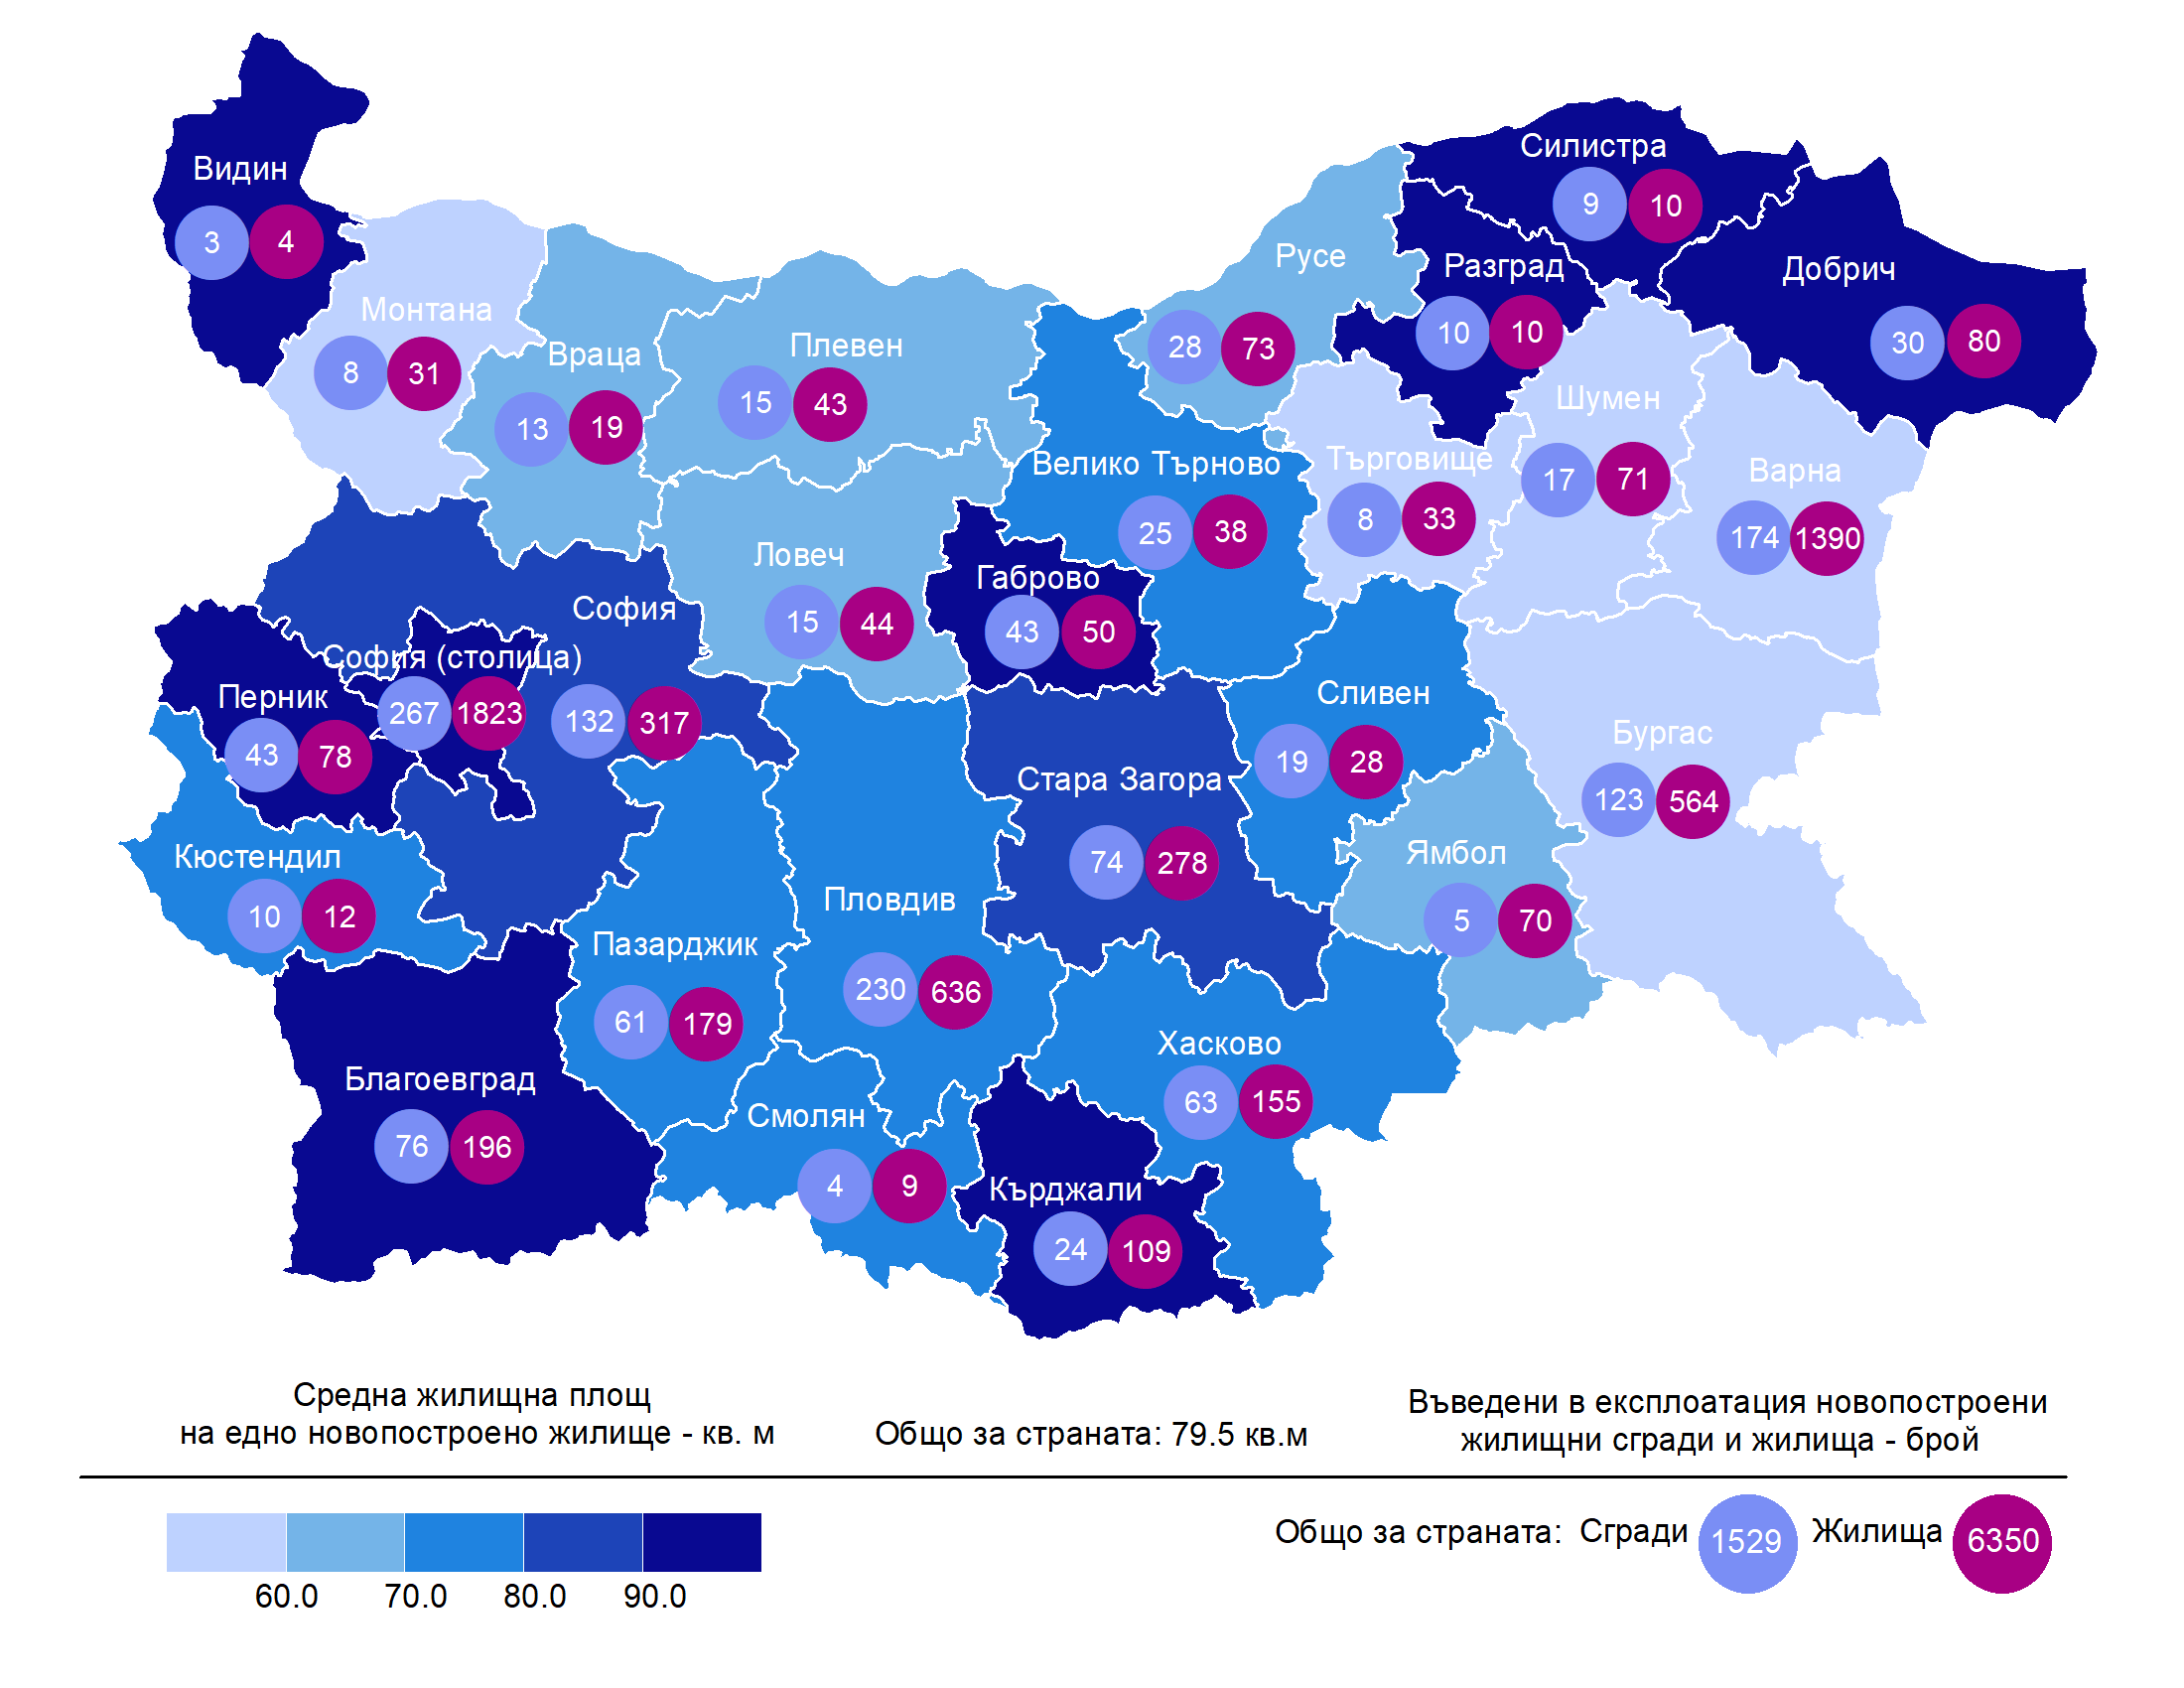 Видин
3 4
Монтана
8 31
Враца
13 19
Плевен
15 43
Русе
28 73
Силистра
9 10
Разград
10 10
Добрич
30 80
Шумен
17 71
Варна
174 1390
Търговище
8 33
Велико Търново
25 38
Ловеч
15 44
Габрово
43 50
София
132 317
София (столица)
267 1823
Перник
43 78
Кюстендил
10 12
Благоевград
76 196
Пазарджик
61 179
Пловдив
230 636
Стара Загора
74 278
Сливен
19 28
Ямбол
5 70
Бургас
123 564
Хасково
63 155
Смолян
4 9
Кърджали
24 109
Средна жилищна площ
на едно новопостроено жилище - кв. м
Общо за страната: 79.5 кв.м
Въведени в експлоатация новопостроени
жилищни сгради и жилища - брой
60.0 70.0 80.0 90.0
Общо за страната: Сгради 1529 Жилища 6350